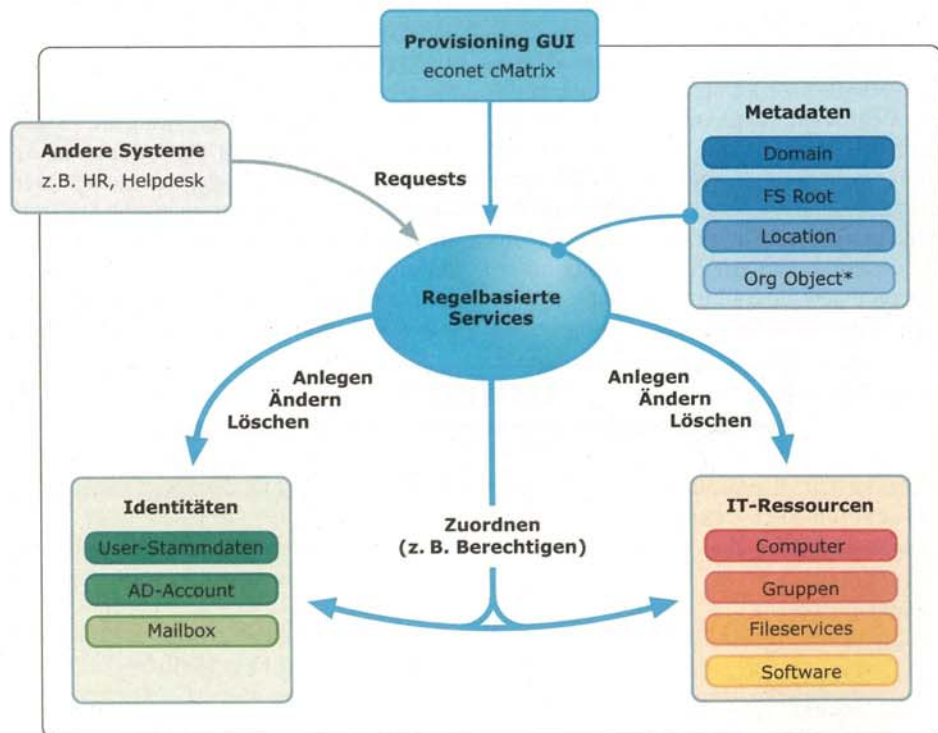 Provisioning GUI
econet cMatrix
Metadaten
Domain
FS Root
Location
Org Object*
Andere Systeme
z.B. HR, Helpdesk
Requests
Regelbasierte
Services
Anlegen
Ändern
Löschen
Anlegen
Ändern
Löschen
Identitäten
User-Stammdaten
AD-Account
Mailbox
Zuordnen
(z. B. Berechtigen)
IT-Ressourcen
Computer
Gruppen
Fileservices
Software